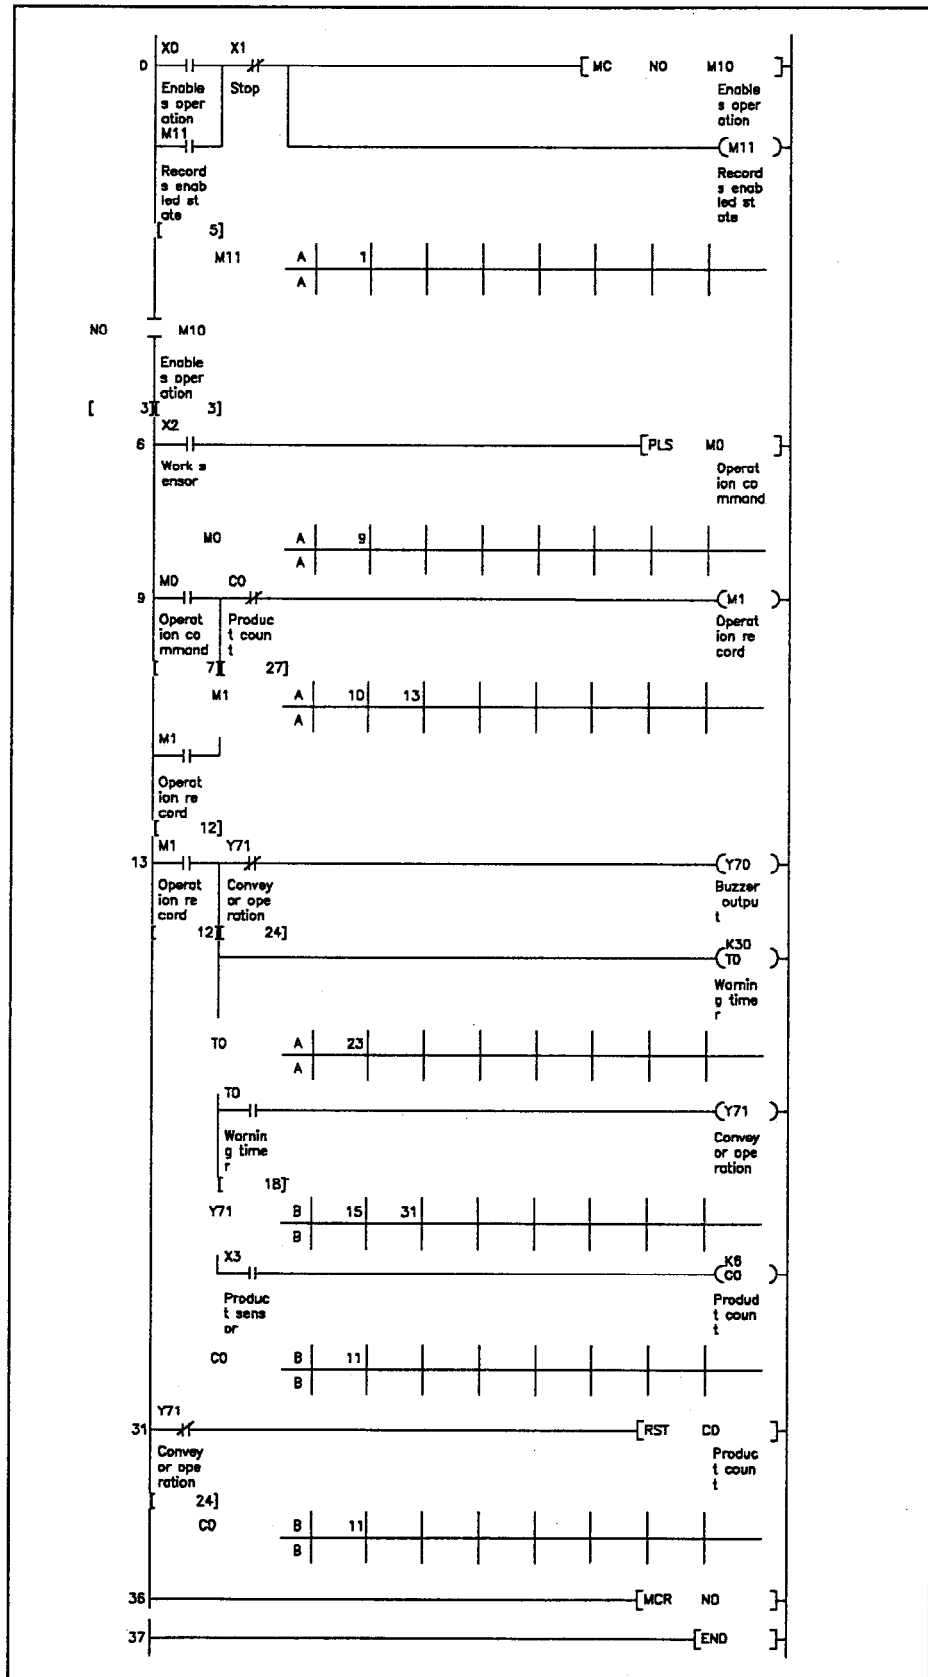 X0 X1
0 [ MC N0 M10 ]
Enable Stop Enable
s oper s oper
ation ation
M11 (M11 )
Record Record
s enab s enab
led st led st
ate ate
[ 5]
M11 A 1
A
N0 M10
Enable
s oper
ation
[ 3][ 3]
X2
6 [PLS M0 ]
Work s Operat
ensor ion co
mmand
M0 A 9
A
M0 C0
9 (M1 )
Operat Produc Operat
ion co t coun ion re
mmand t cord
[ 7][ 27]
M1 A 10 13
A
M1
Operat
ion re
cord
[ 12]
M1 Y71
13 (Y70 )
Operat Convey Buzzer
ion re or ope outpu
cord ration t
[ 12][ 24]
K30
(T0 )
Warnin
g time
r
T0 A 23
A
T0
(Y71 )
Warnin Convey
g time or ope
r ration
[ 18]
Y71 B 15 31
B
X3 K6
(C0 )
Produc Produdt
t sens t coun
or t
C0 B 11
B
Y71
31 [RST C0 ]
Convey Produc
or ope t coun
ration t
[ 24]
C0 B 11
B
36 [MCR N0 ]
37 [END ]